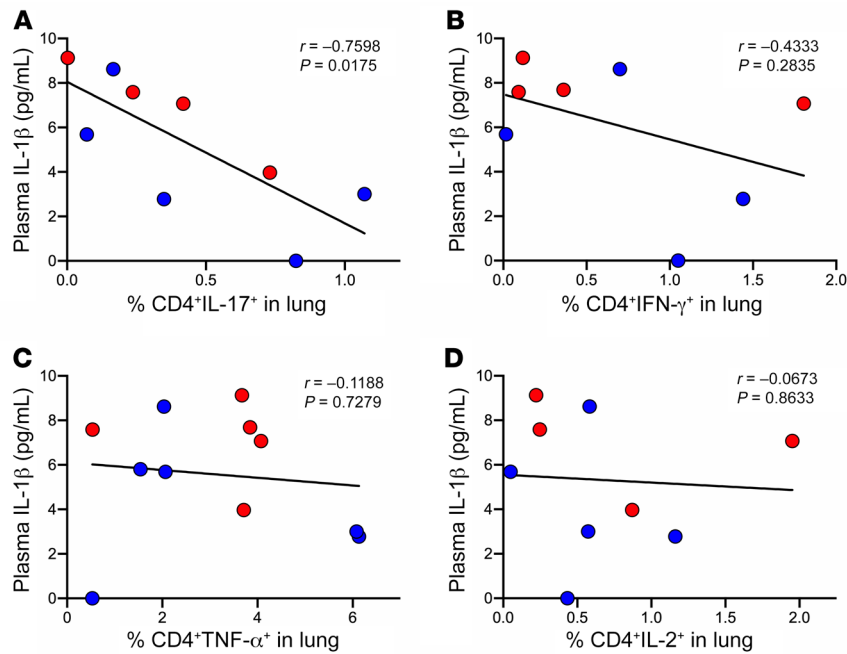 A
r = –0.7598
P = 0.0175
Plasma IL-1β (pg/mL)
10
8
6
4
2
0
0.0 0.5 1.0
% CD4⁺IL-17⁺ in lung
B
r = –0.4333
P = 0.2835
Plasma IL-1β (pg/mL)
10
8
6
4
2
0
0.0 0.5 1.0 1.5 2.0
% CD4⁺IFN-γ⁺ in lung
C
r = –0.1188
P = 0.7279
Plasma IL-1β (pg/mL)
10
8
6
4
2
0
0 2 4 6
% CD4⁺TNF-α⁺ in lung
D
r = –0.0673
P = 0.8633
Plasma IL-1β (pg/mL)
10
8
6
4
2
0
0.0 0.5 1.0 1.5 2.0
% CD4⁺IL-2⁺ in lung